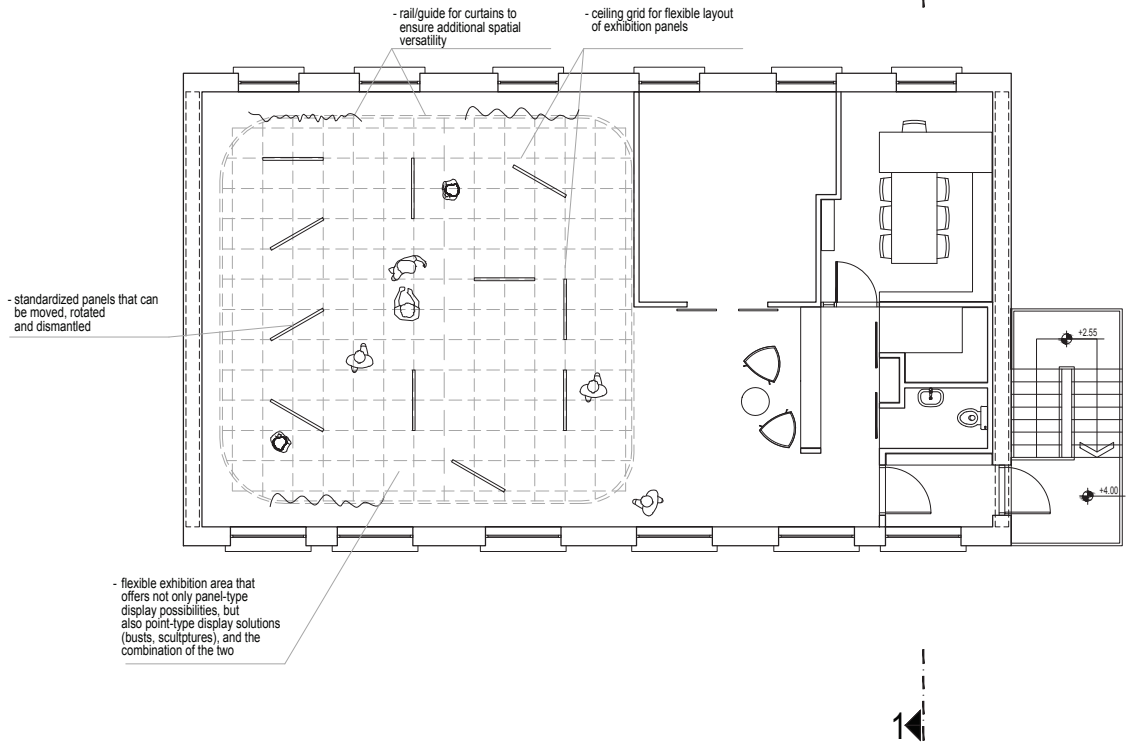 - rail/guide for curtains to
ensure additional spatial
versatility
- ceiling grid for flexible layout
of exhibition panels
- standardized panels that can
be moved, rotated
and dismantled
+2.55
+4.00
- flexible exhibition area that
offers not only panel-type
display possibilities, but
also point-type display solutions
(busts, scultptures), and the
combination of the two
1